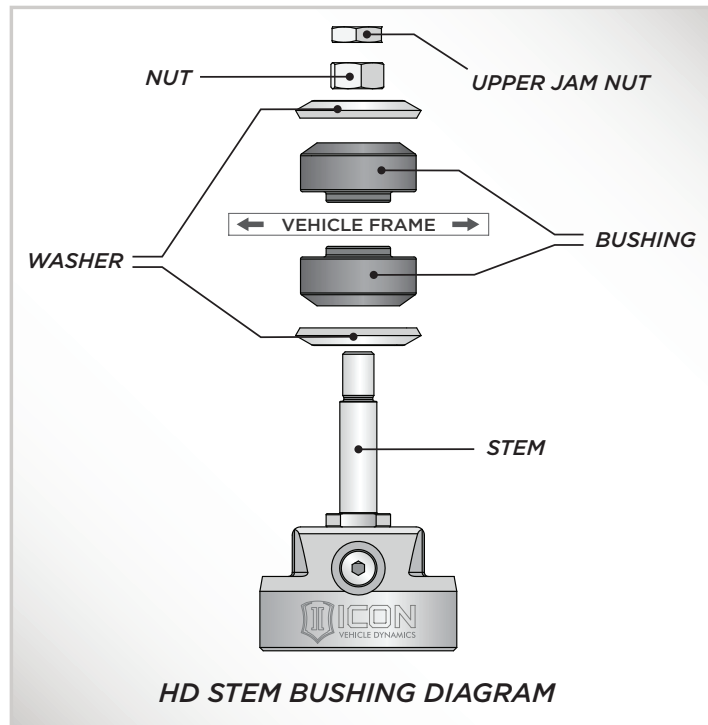 NUT
UPPER JAM NUT
VEHICLE FRAME
WASHER
BUSHING
STEM
ICON
VEHICLE DYNAMICS
HD STEM BUSHING DIAGRAM